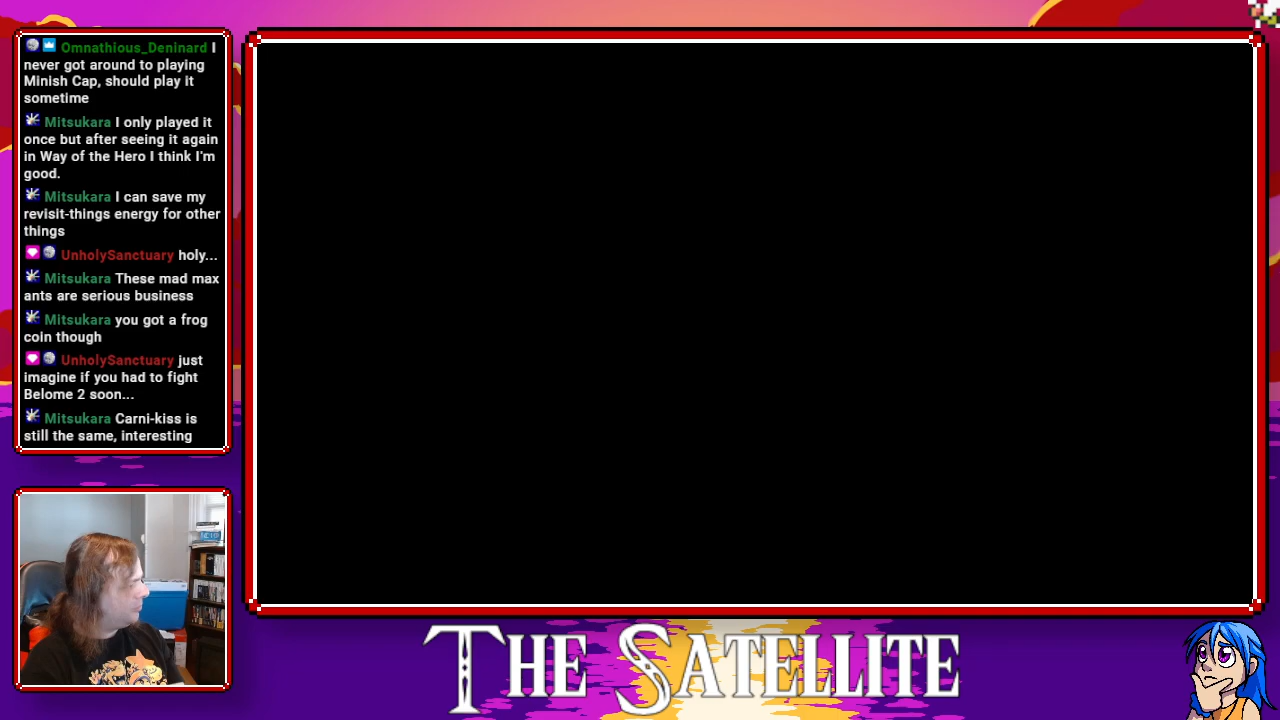 Omnathious_Deninard I
never got around to playing
Minish Cap, should play it
sometime
Mitsukara I only played it
once but after seeing it again
in Way of the Hero I think I'm
good.
Mitsukara I can save my
revisit-things energy for other
things
UnholySanctuary holy...
Mitsukara These mad max
ants are serious business
Mitsukara you got a frog
coin though
UnholySanctuary just
imagine if you had to fight
Belome 2 soon...
Mitsukara Carni-kiss is
still the same, interesting
THE SATELLITE